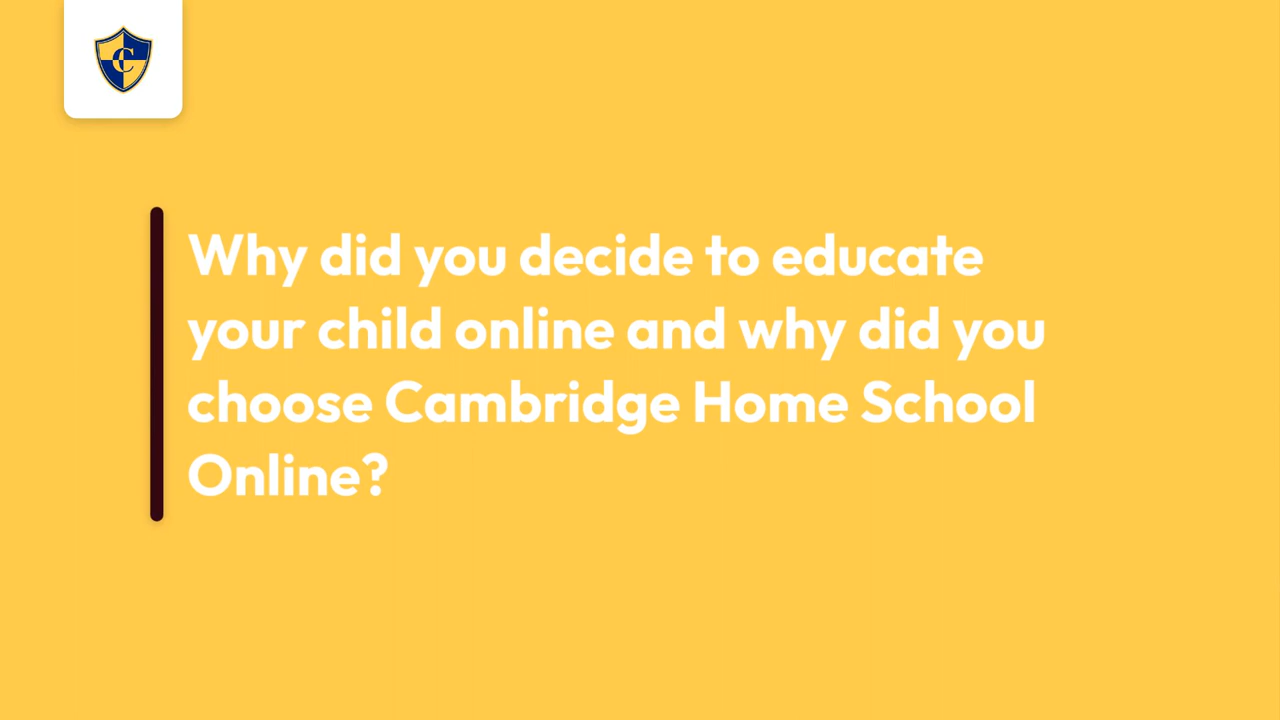 C
Why did you decide to educate
your child online and why did you
choose Cambridge Home School
Online?